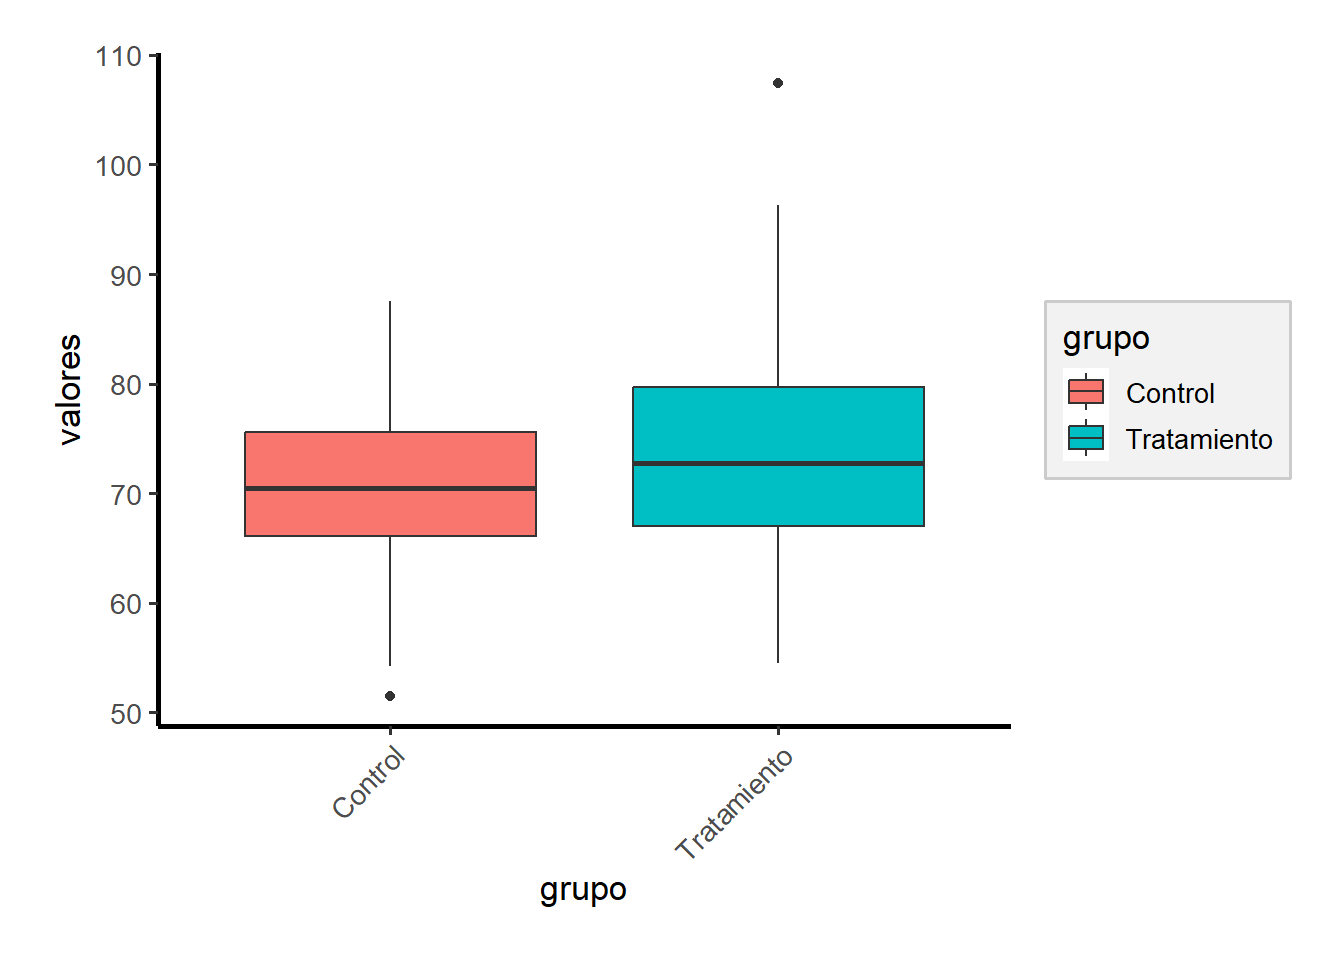 valores
110
100
90
80
70
60
50
Control
Tratamiento
grupo
grupo
Control
Tratamiento